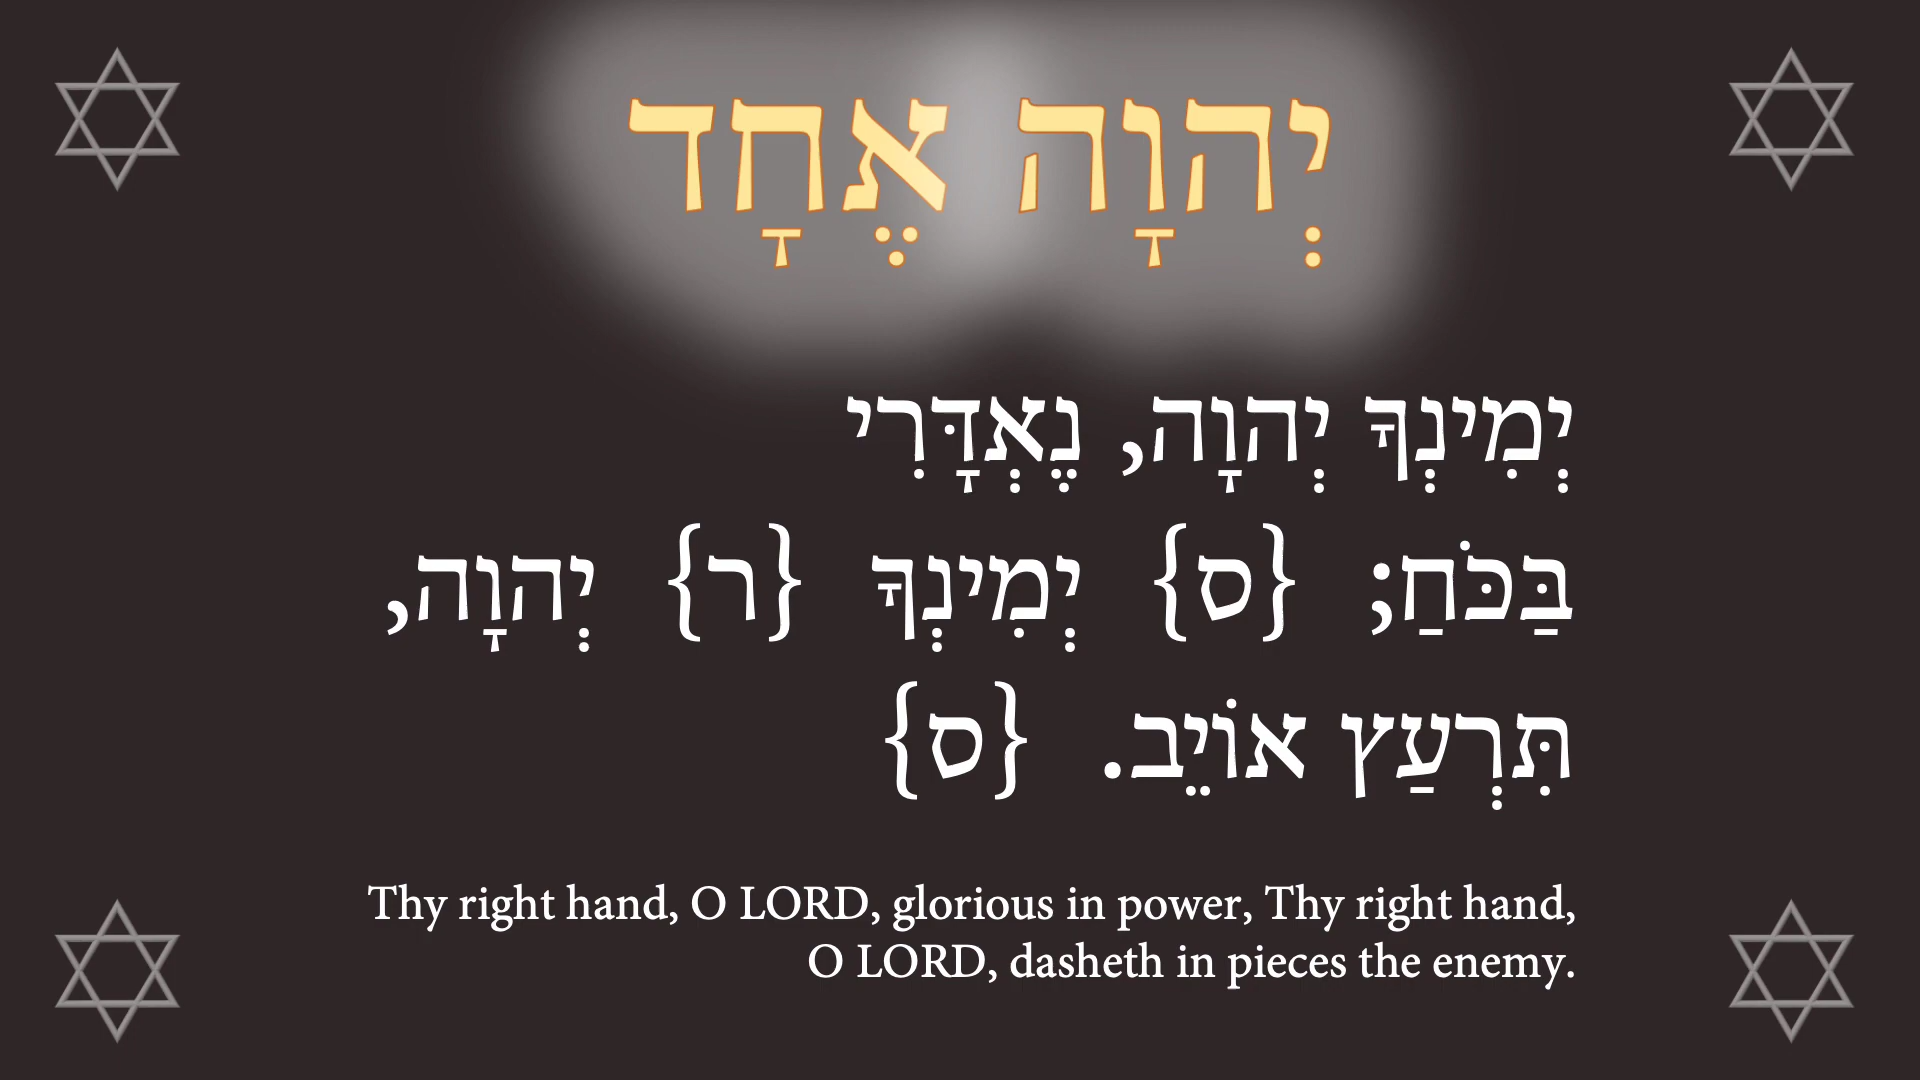 יְהוָה אֶחָד
יְמִינְךָ יְהוָה, נֶאְדָּרִי
בַּכֹּחַ; {ס} יְמִינְךָ {ר} יְהוָה,
תִּרְעַץ אוֹיֵב. {ס}
Thy right hand, O LORD, glorious in power, Thy right hand,
O LORD, dasheth in pieces the enemy.